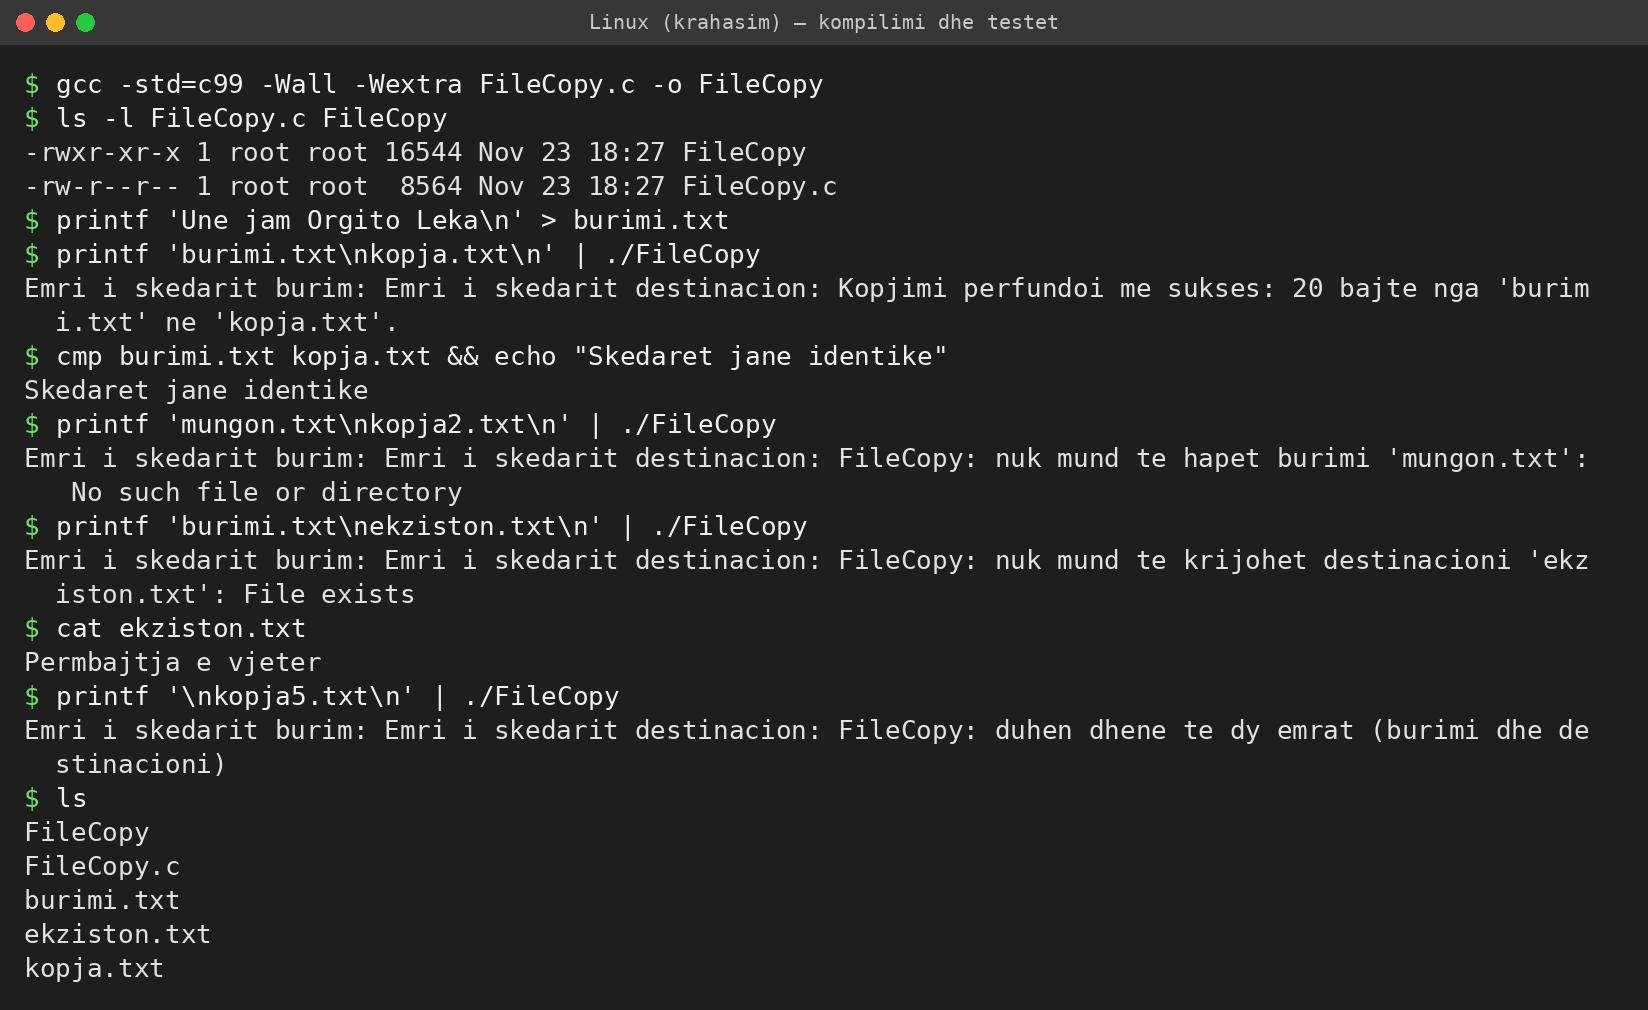 Linux (krahasim) — kompilimi dhe testet
$ gcc -std=c99 -Wall -Wextra FileCopy.c -o FileCopy
$ ls -l FileCopy.c FileCopy
-rwxr-xr-x 1 root root 16544 Nov 23 18:27 FileCopy
-rw-r--r-- 1 root root  8564 Nov 23 18:27 FileCopy.c
$ printf 'Une jam Orgito Leka\n' > burimi.txt
$ printf 'burimi.txt\nkopja.txt\n' | ./FileCopy
Emri i skedarit burim: Emri i skedarit destinacion: Kopjimi perfundoi me sukses: 20 bajte nga 'burim
  i.txt' ne 'kopja.txt'.
$ cmp burimi.txt kopja.txt && echo "Skedaret jane identike"
Skedaret jane identike
$ printf 'mungon.txt\nkopja2.txt\n' | ./FileCopy
Emri i skedarit burim: Emri i skedarit destinacion: FileCopy: nuk mund te hapet burimi 'mungon.txt':
   No such file or directory
$ printf 'burimi.txt\nekziston.txt\n' | ./FileCopy
Emri i skedarit burim: Emri i skedarit destinacion: FileCopy: nuk mund te krijohet destinacioni 'ekz
  iston.txt': File exists
$ cat ekziston.txt
Permbajtja e vjeter
$ printf '\nkopja5.txt\n' | ./FileCopy
Emri i skedarit burim: Emri i skedarit destinacion: FileCopy: duhen dhene te dy emrat (burimi dhe de
  stinacioni)
$ ls
FileCopy
FileCopy.c
burimi.txt
ekziston.txt
kopja.txt